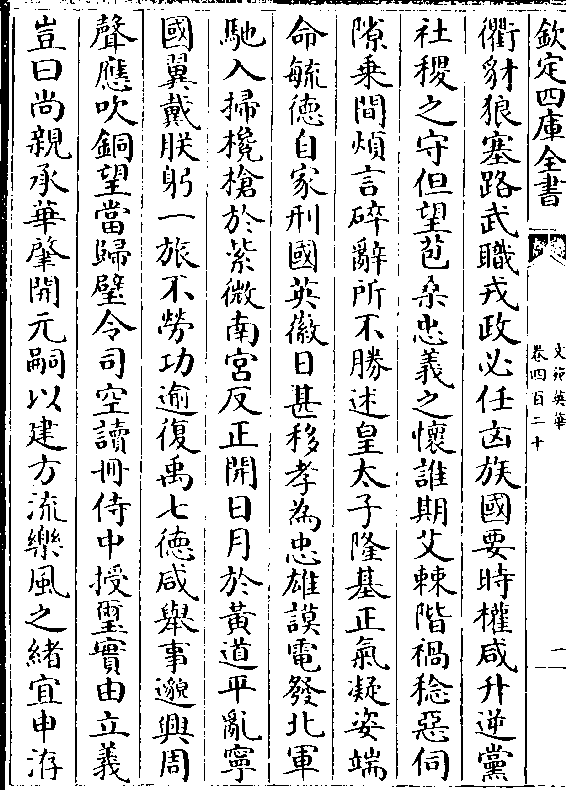 欽定四庫全書
文苑英華
卷四百二十
二
衢豺狼塞路武職戎政必任凶族國要時權咸升逆黨
社稷之守但望苞桑忠義之懷誰期艾棘階禍稔惡伺
隙乗間煩言碎辭所不勝述皇太子隆基正氣凝姿端
命毓徳自家刑國英徽日甚移孝為忠雄謨電發北軍
馳入掃欃槍於紫微南宮反正開日月於黃道平亂寧
國翼戴朕躬一旅不勞功逾復禹七徳咸舉事邈興周
聲應吹銅望當歸璧令司空讀冊侍中授璽實由立義
豈曰尚親承華肇開元嗣以建方流樂風之緒宜申洊